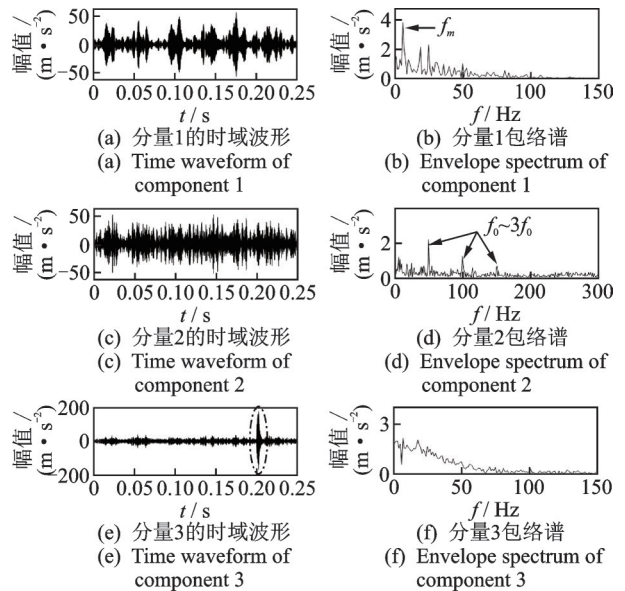 幅值 /
(m·s⁻²)
50
0
−50
0 0.05 0.10 0.15 0.20 0.25
t / s
(a) 分量1的时域波形
(a) Time waveform of
component 1
幅值 /
(m·s⁻²)
4
2
0
0 50 100 150
fₘ
f / Hz
(b) 分量1包络谱
(b) Envelope spectrum of
component 1
幅值 /
(m·s⁻²)
50
0
−50
0 0.05 0.10 0.15 0.20 0.25
t / s
(c) 分量2的时域波形
(c) Time waveform of
component 2
幅值 /
(m·s⁻²)
2
0
0 100 200 300
f₀~3f₀
f / Hz
(d) 分量2包络谱
(d) Envelope spectrum of
component 2
幅值 /
(m·s⁻²)
200
0
200
0 0.05 0.10 0.15 0.20 0.25
t / s
(e) 分量3的时域波形
(e) Time waveform of
component 3
幅值 /
(m·s⁻²)
3
0
0 50 100 150
f / Hz
(f) 分量3包络谱
(f) Envelope spectrum of
component 3